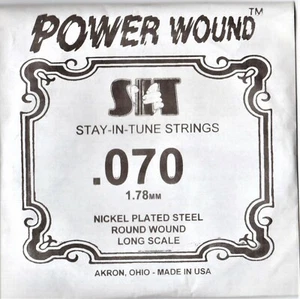 POWER WOUND™
SIT
STAY-IN-TUNE STRINGS
.070
1.78MM
NICKEL PLATED STEEL
ROUND WOUND
LONG SCALE
AKRON, OHIO - MADE IN USA